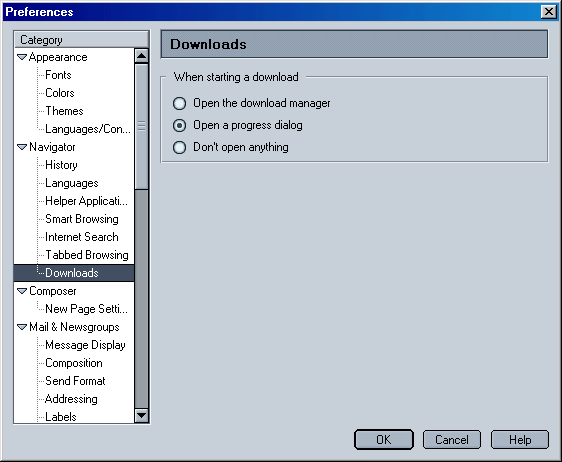 Preferences
Category
Appearance
Fonts
Colors
Themes
Languages/Con...
Navigator
History
Languages
Helper Applicati...
Smart Browsing
Internet Search
Tabbed Browsing
Downloads
Composer
New Page Setti...
Mail & Newsgroups
Message Display
Composition
Send Format
Addressing
Labels
Downloads
When starting a download
Open the download manager
Open a progress dialog
Don't open anything
OK
Cancel
Help